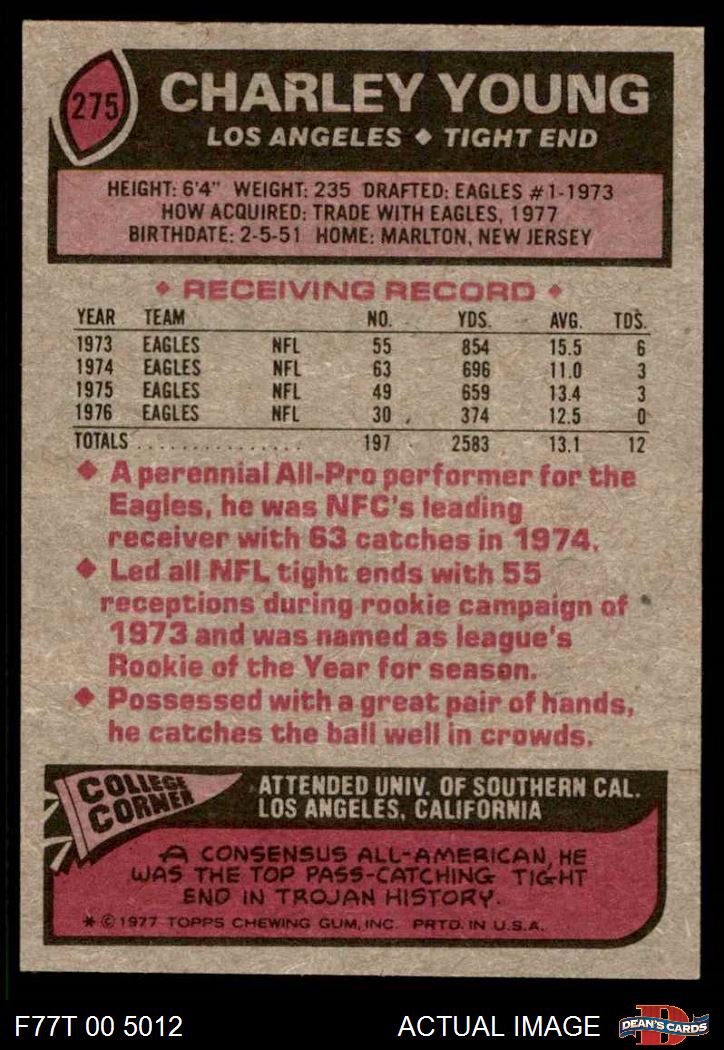 275
CHARLEY YOUNG
LOS ANGELES ◆ TIGHT END
HEIGHT: 6'4" WEIGHT: 235 DRAFTED: EAGLES #1-1973
HOW ACQUIRED: TRADE WITH EAGLES, 1977
BIRTHDATE: 2-5-51 HOME: MARLTON, NEW JERSEY
◆ RECEIVING RECORD ◆
YEAR TEAM NO. YDS. AVG. TDS.
1973 EAGLES NFL 55 854 15.5 6
1974 EAGLES NFL 63 696 11.0 3
1975 EAGLES NFL 49 659 13.4 3
1976 EAGLES NFL 30 374 12.5 0
TOTALS ................ 197 2583 13.1 12
◆ A perennial All-Pro performer for the
Eagles, he was NFC's leading
receiver with 63 catches in 1974.
◆ Led all NFL tight ends with 55
receptions during rookie campaign of
1973 and was named as league's
Rookie of the Year for season.
◆ Possessed with a great pair of hands,
he catches the ball well in crowds.
COLLEGE
CORNER
ATTENDED UNIV. OF SOUTHERN CAL.
LOS ANGELES, CALIFORNIA
A CONSENSUS ALL-AMERICAN, HE
WAS THE TOP PASS-CATCHING TIGHT
END IN TROJAN HISTORY.
* © 1977 TOPPS CHEWING GUM, INC. PRTD. IN U.S.A.
F77T 00 5012
ACTUAL IMAGE
D
DEAN'S CARDS